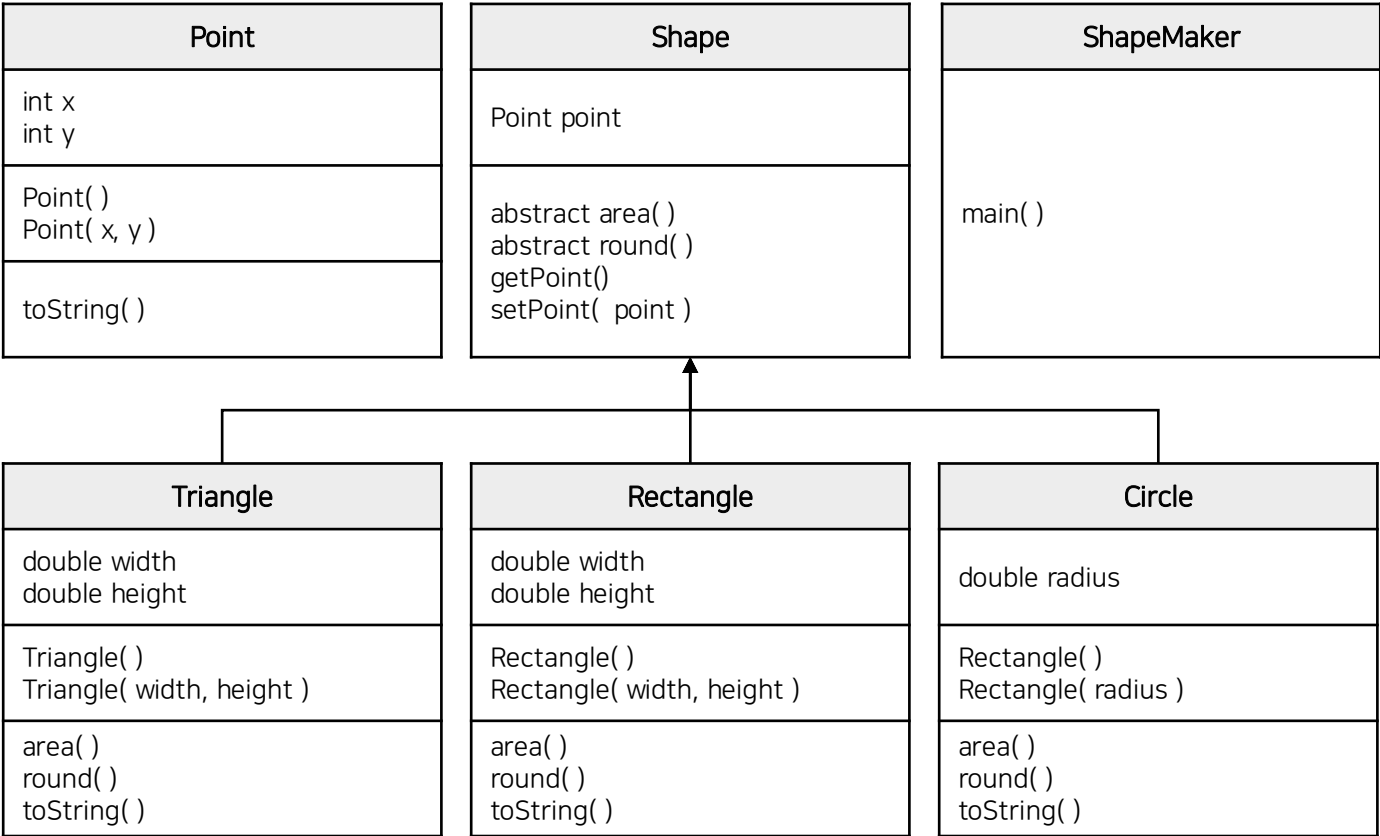 Point
int x
int y
Point( )
Point( x, y )
toString( )
Shape
Point point
abstract area( )
abstract round( )
getPoint()
setPoint(  point )
ShapeMaker
main( )
Triangle
double width
double height
Triangle( )
Triangle( width, height )
area( )
round( )
toString( )
Rectangle
double width
double height
Rectangle( )
Rectangle( width, height )
area( )
round( )
toString( )
Circle
double radius
Rectangle( )
Rectangle( radius )
area( )
round( )
toString( )